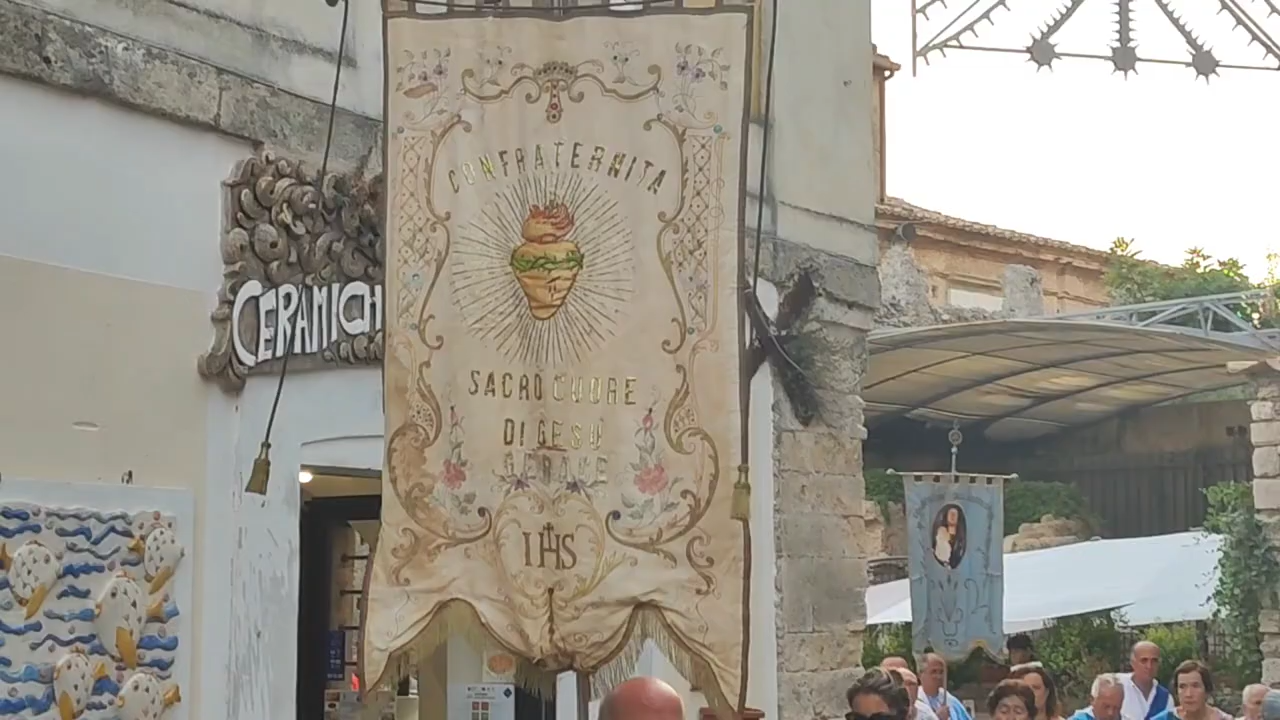 CONFRATERNITA
CERAMICH
SACRO CUORE
DI GESÙ
GERACE
IHS